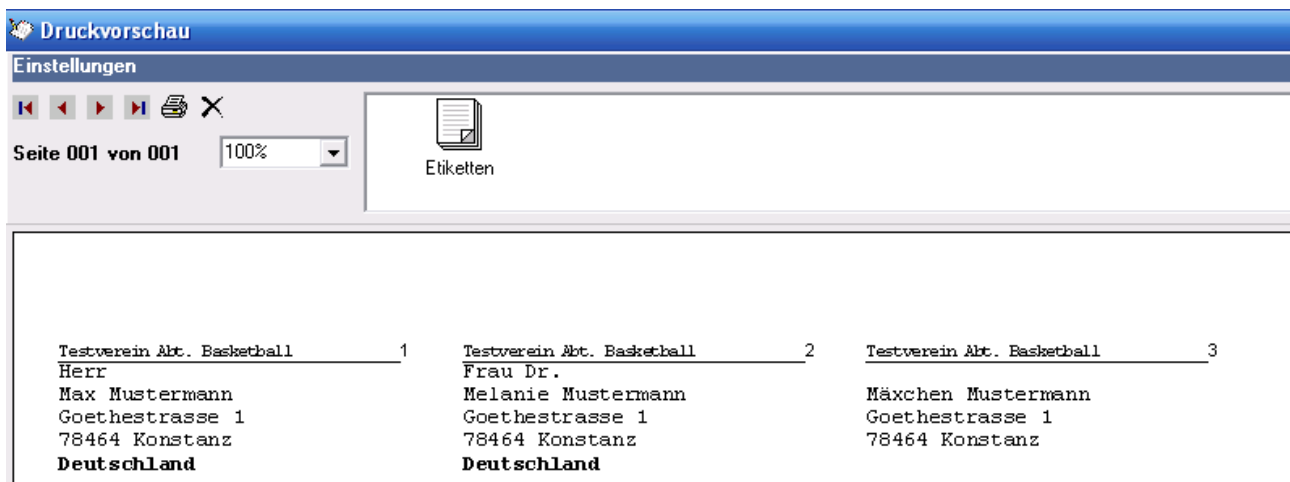 Druckvorschau
Einstellungen
Seite 001 von 001
100%
Etiketten
Testverein Abt. Basketball 1
Herr
Max Mustermann
Goethestrasse 1
78464 Konstanz
Deutschland
Testverein Abt. Basketball 2
Frau Dr.
Melanie Mustermann
Goethestrasse 1
78464 Konstanz
Deutschland
Testverein Abt. Basketball 3
Mäxchen Mustermann
Goethestrasse 1
78464 Konstanz